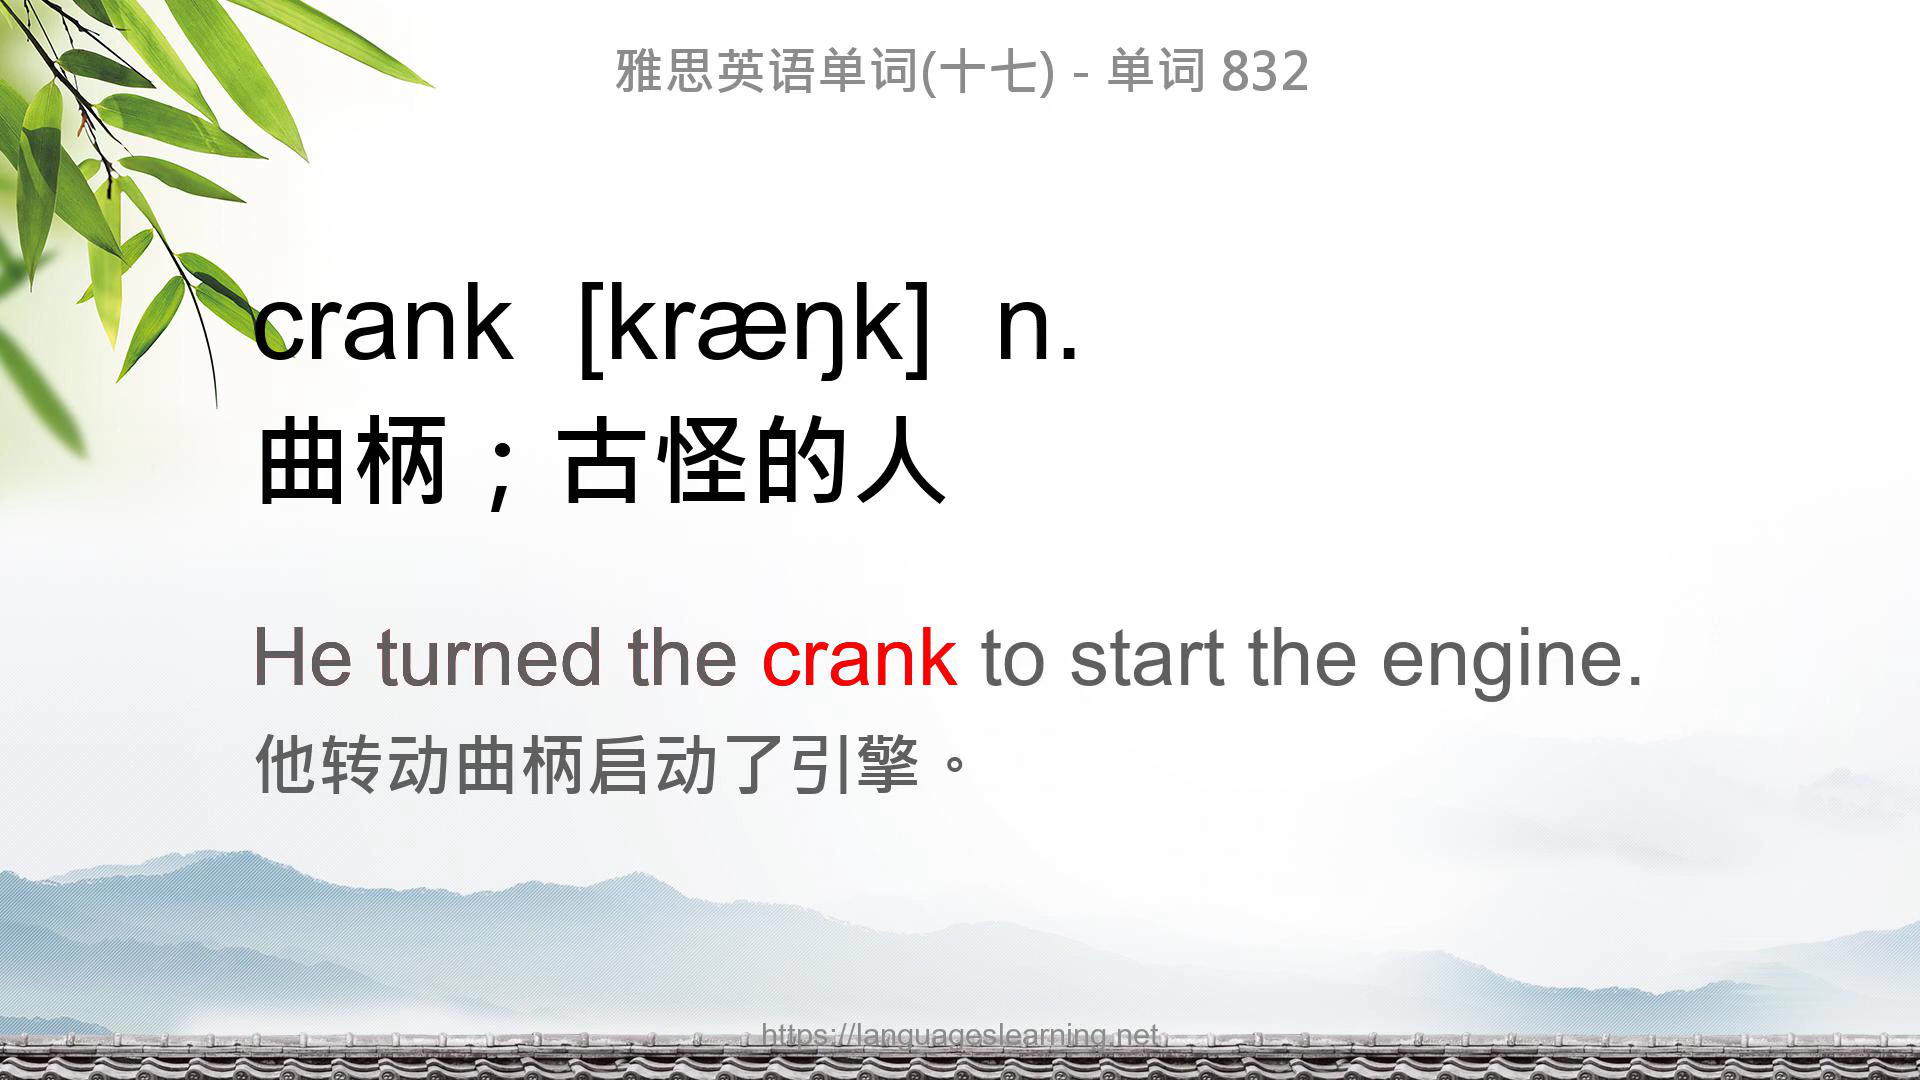 雅思英语单词(十七) - 单词 832
crank [kræŋk] n.
曲柄；古怪的人
He turned the crank to start the engine.
他转动曲柄启动了引擎。
https://languageslearning.net